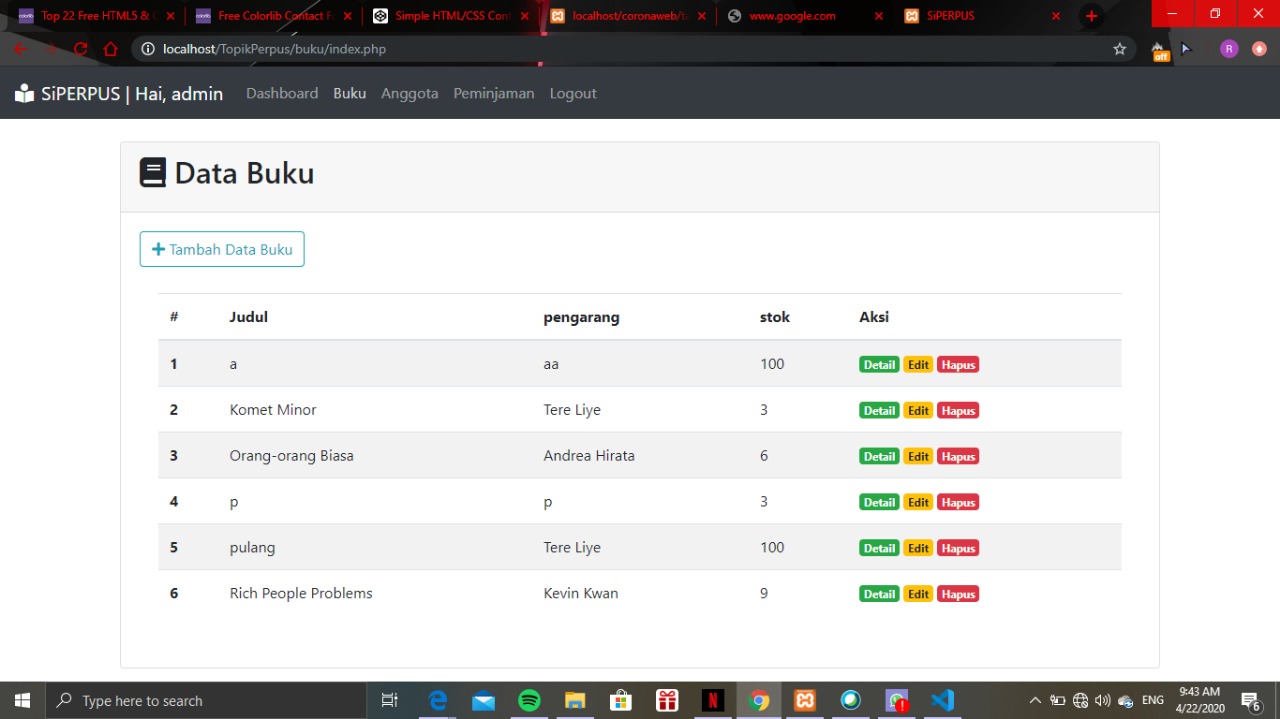 Top 22 Free HTML5 &
Free Colorlib Contact F
Simple HTML/CSS Cont
localhost/coronaweb/ta
www.google.com
SiPERPUS
localhost/TopikPerpus/buku/index.php
off
R
SiPERPUS | Hai, admin Dashboard Buku Anggota Peminjaman Logout
Data Buku
Tambah Data Buku
# Judul pengarang stok Aksi
1 a aa 100 Detail Edit Hapus
2 Komet Minor Tere Liye 3 Detail Edit Hapus
3 Orang-orang Biasa Andrea Hirata 6 Detail Edit Hapus
4 p p 3 Detail Edit Hapus
5 pulang Tere Liye 100 Detail Edit Hapus
6 Rich People Problems Kevin Kwan 9 Detail Edit Hapus
Type here to search
ENG
9:43 AM
4/22/2020
6